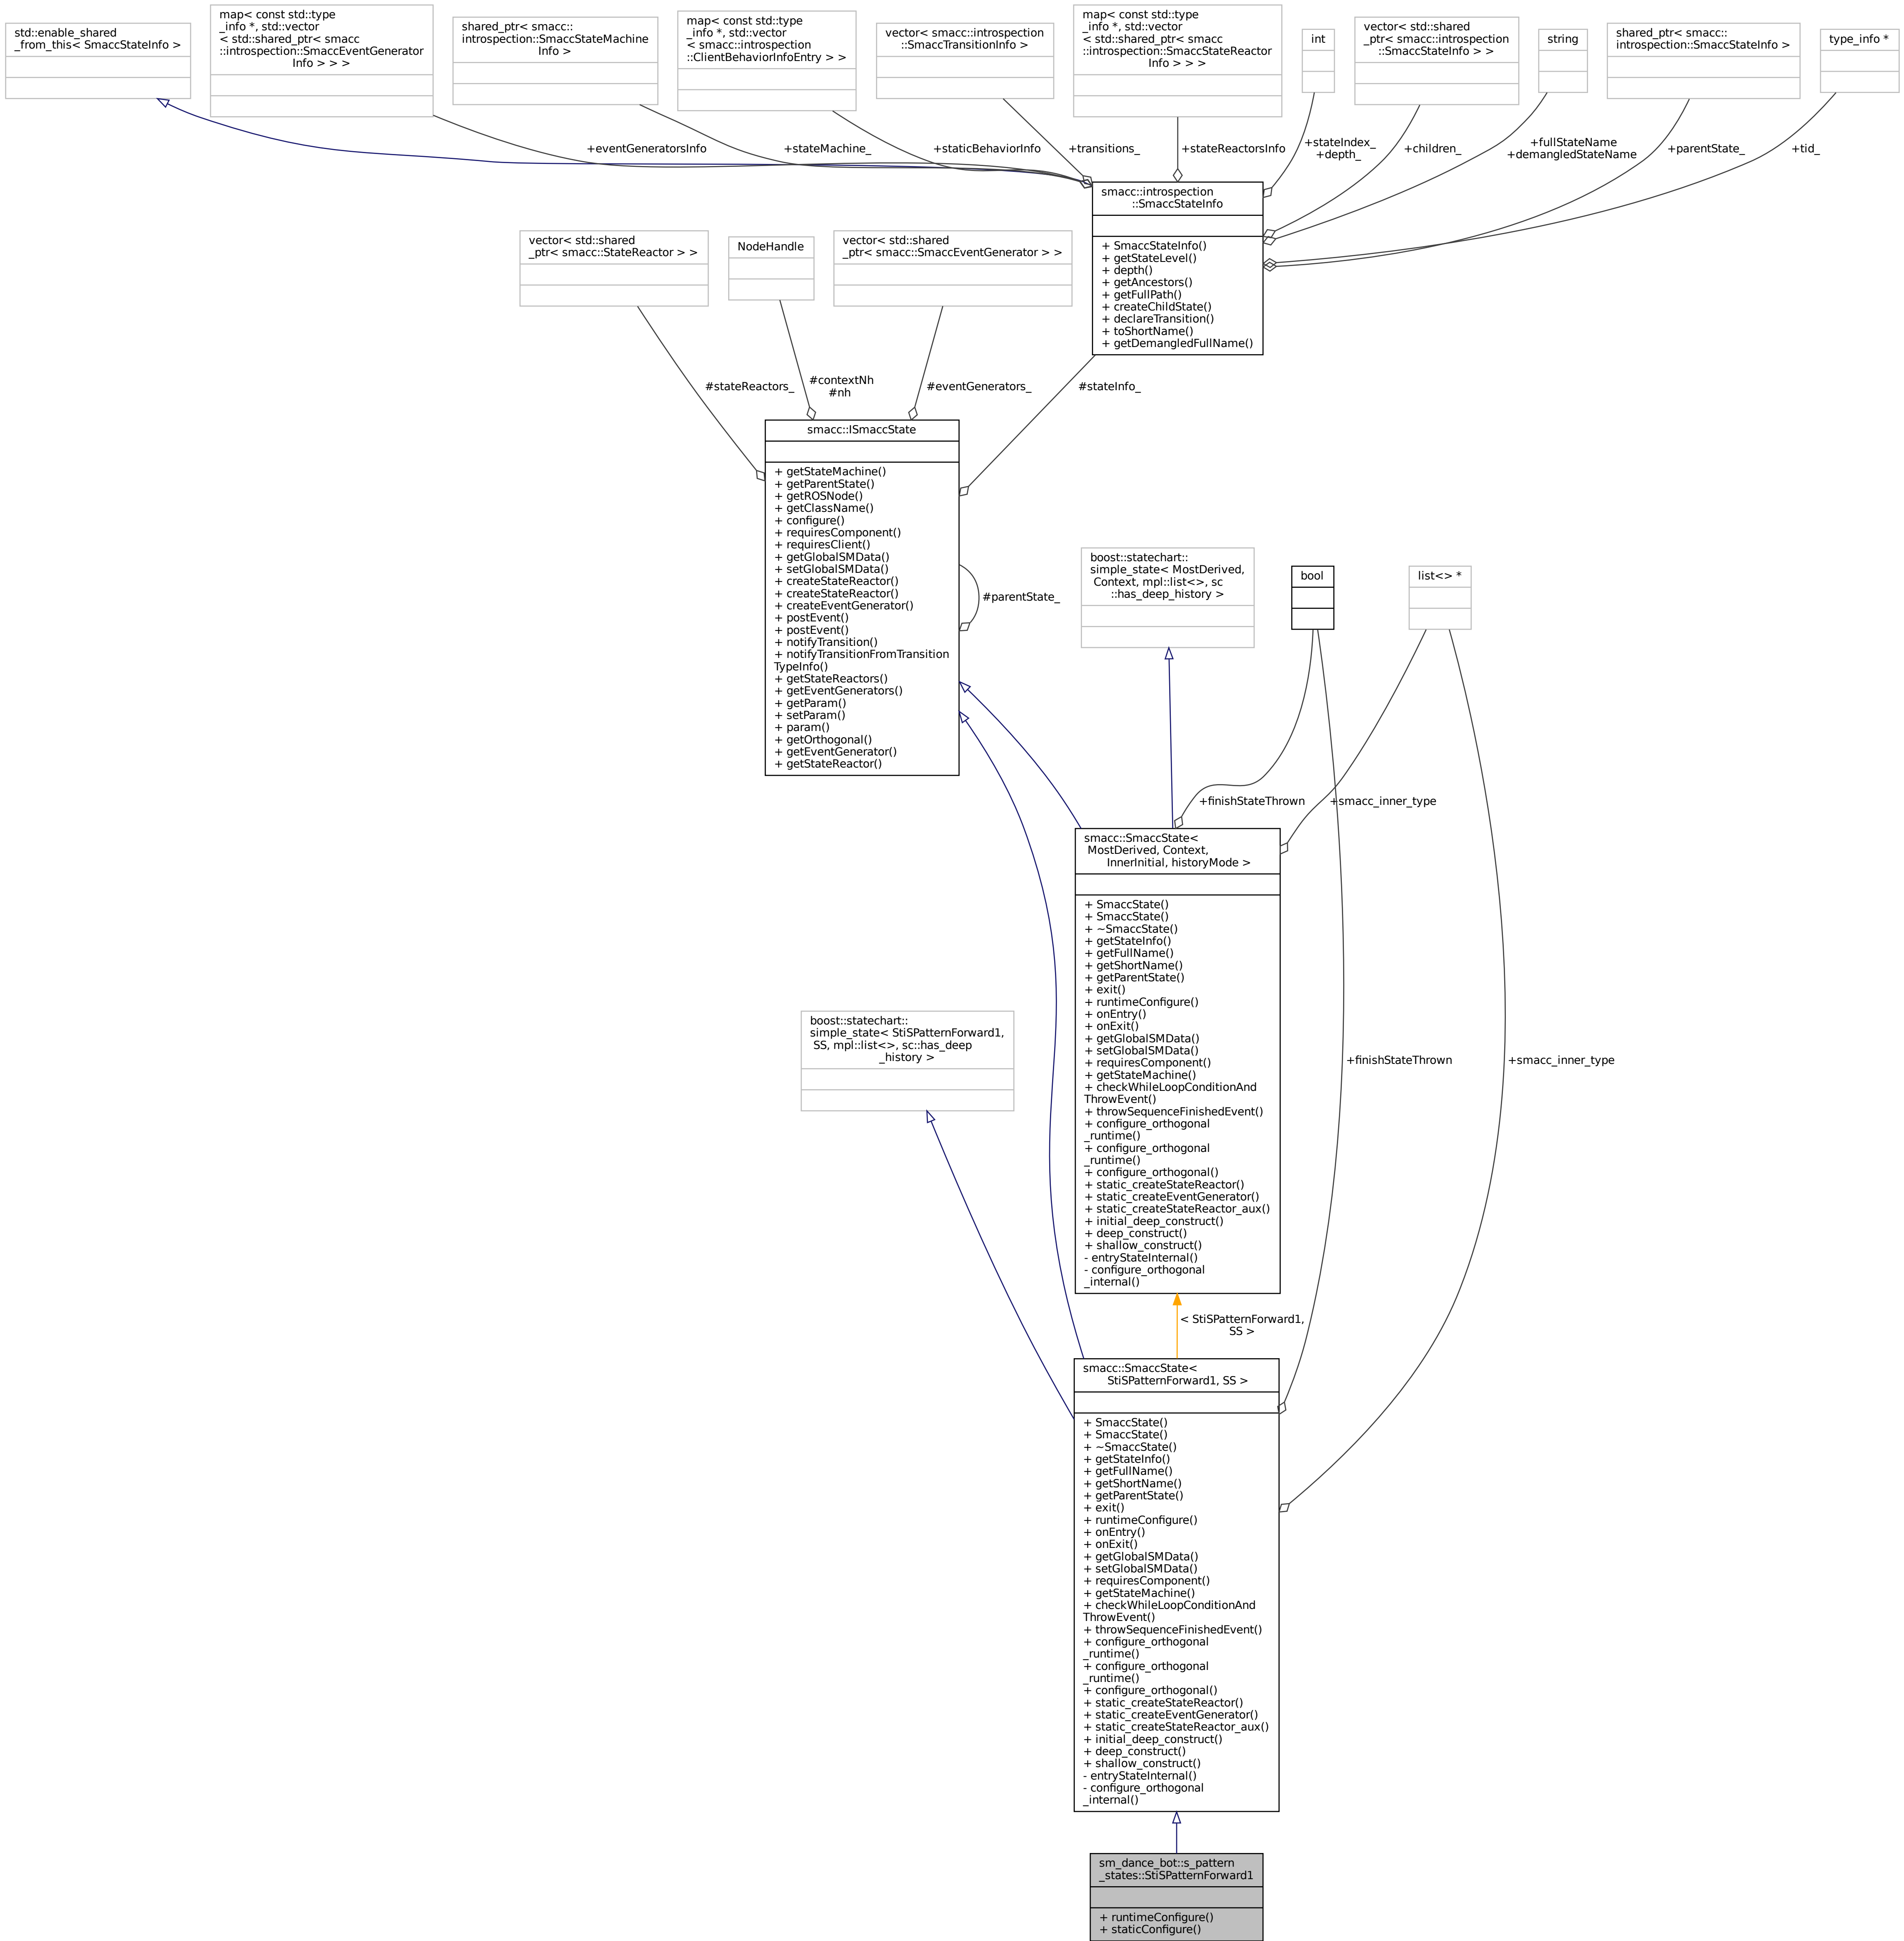 std::enable_shared
_from_this< SmaccStateInfo >
map< const std::type
_info *, std::vector
< std::shared_ptr< smacc
::introspection::SmaccEventGenerator
Info > > >
shared_ptr< smacc::
introspection::SmaccStateMachine
Info >
map< const std::type
_info *, std::vector
< smacc::introspection
::ClientBehaviorInfoEntry > >
vector< smacc::introspection
::SmaccTransitionInfo >
map< const std::type
_info *, std::vector
< std::shared_ptr< smacc
::introspection::SmaccStateReactor
Info > > >
int
vector< std::shared
_ptr< smacc::introspection
::SmaccStateInfo > >
string
shared_ptr< smacc::
introspection::SmaccStateInfo >
type_info *
+eventGeneratorsInfo
+stateMachine_
+staticBehaviorInfo
+transitions_
+stateReactorsInfo
+stateIndex_
+depth_
+children_
+fullStateName
+demangledStateName
+parentState_
+tid_
smacc::introspection
::SmaccStateInfo
+ SmaccStateInfo()
+ getStateLevel()
+ depth()
+ getAncestors()
+ getFullPath()
+ createChildState()
+ declareTransition()
+ toShortName()
+ getDemangledFullName()
vector< std::shared
_ptr< smacc::StateReactor > >
NodeHandle
vector< std::shared
_ptr< smacc::SmaccEventGenerator > >
#stateReactors_
#contextNh
#nh
#eventGenerators_
#stateInfo_
smacc::ISmaccState
+ getStateMachine()
+ getParentState()
+ getROSNode()
+ getClassName()
+ configure()
+ requiresComponent()
+ requiresClient()
+ getGlobalSMData()
+ setGlobalSMData()
+ createStateReactor()
+ createStateReactor()
+ createEventGenerator()
+ postEvent()
+ postEvent()
+ notifyTransition()
+ notifyTransitionFromTransition
TypeInfo()
+ getStateReactors()
+ getEventGenerators()
+ getParam()
+ setParam()
+ param()
+ getOrthogonal()
+ getEventGenerator()
+ getStateReactor()
#parentState_
boost::statechart::
simple_state< MostDerived,
Context, mpl::list<>, sc
::has_deep_history >
bool
list<> *
+finishStateThrown
+smacc_inner_type
smacc::SmaccState<
MostDerived, Context,
InnerInitial, historyMode >
+ SmaccState()
+ SmaccState()
+ ~SmaccState()
+ getStateInfo()
+ getFullName()
+ getShortName()
+ getParentState()
+ exit()
+ runtimeConfigure()
+ onEntry()
+ onExit()
+ getGlobalSMData()
+ setGlobalSMData()
+ requiresComponent()
+ getStateMachine()
+ checkWhileLoopConditionAnd
ThrowEvent()
+ throwSequenceFinishedEvent()
+ configure_orthogonal
_runtime()
+ configure_orthogonal
_runtime()
+ configure_orthogonal()
+ static_createStateReactor()
+ static_createEventGenerator()
+ static_createStateReactor_aux()
+ initial_deep_construct()
+ deep_construct()
+ shallow_construct()
- entryStateInternal()
- configure_orthogonal
_internal()
boost::statechart::
simple_state< StiSPatternForward1,
SS, mpl::list<>, sc::has_deep
_history >
+finishStateThrown
+smacc_inner_type
< StiSPatternForward1,
SS >
smacc::SmaccState<
StiSPatternForward1, SS >
+ SmaccState()
+ SmaccState()
+ ~SmaccState()
+ getStateInfo()
+ getFullName()
+ getShortName()
+ getParentState()
+ exit()
+ runtimeConfigure()
+ onEntry()
+ onExit()
+ getGlobalSMData()
+ setGlobalSMData()
+ requiresComponent()
+ getStateMachine()
+ checkWhileLoopConditionAnd
ThrowEvent()
+ throwSequenceFinishedEvent()
+ configure_orthogonal
_runtime()
+ configure_orthogonal
_runtime()
+ configure_orthogonal()
+ static_createStateReactor()
+ static_createEventGenerator()
+ static_createStateReactor_aux()
+ initial_deep_construct()
+ deep_construct()
+ shallow_construct()
- entryStateInternal()
- configure_orthogonal
_internal()
sm_dance_bot::s_pattern
_states::StiSPatternForward1
+ runtimeConfigure()
+ staticConfigure()